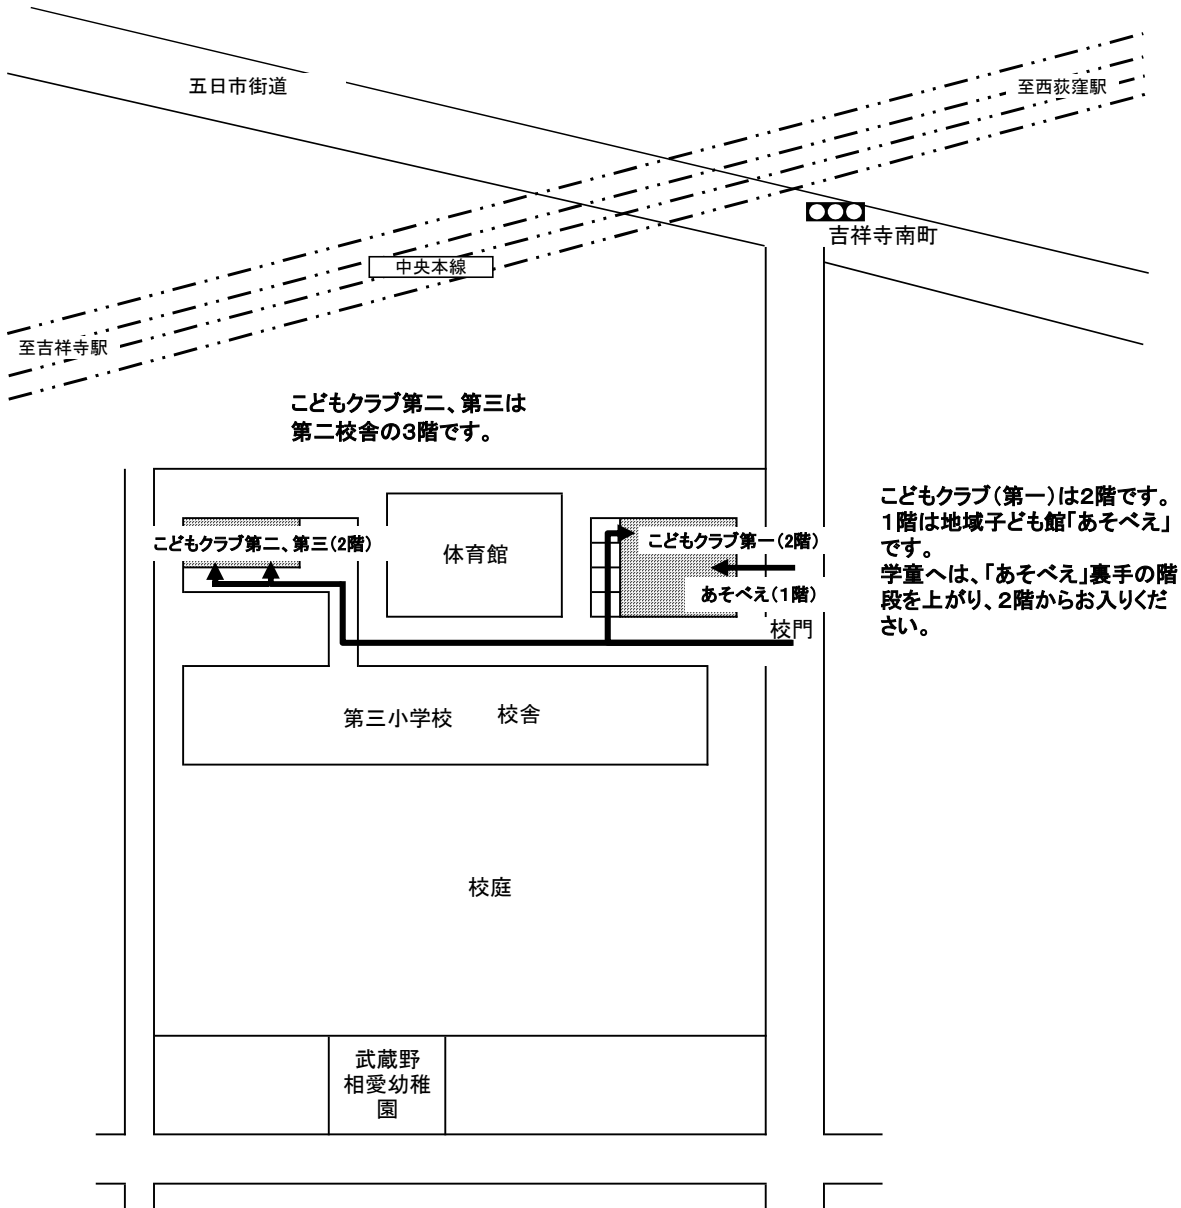 五日市街道
至西荻窪駅
吉祥寺南町
中央本線
至吉祥寺駅
こどもクラブ第二、第三は
第二校舎の3階です。
こどもクラブ（第一）は２階です。
１階は地域子ども館「あそべえ」
です。
学童へは、「あそべえ」裏手の階
段を上がり、２階からお入りくだ
さい。
こどもクラブ第二、第三（2階）
体育館
こどもクラブ第一（2階）
あそべえ（１階）
校門
第三小学校　校舎
校庭
武蔵野
相愛幼稚
園